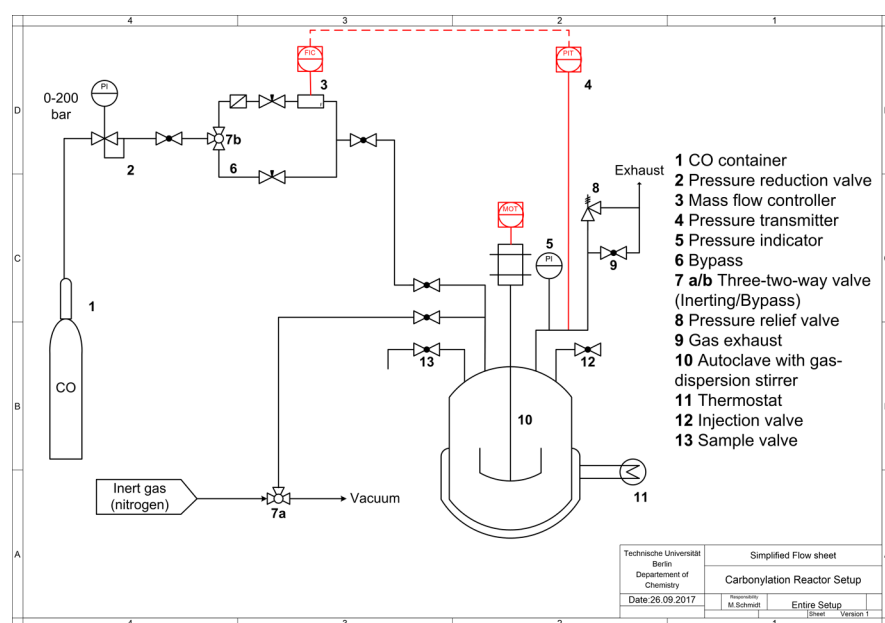 4 3 2 1
FIC
PIT
PI
3
4
0-200
bar
D
7b
2
6
1 CO container
2 Pressure reduction valve
3 Mass flow controller
4 Pressure transmitter
5 Pressure indicator
6 Bypass
7 a/b Three-two-way valve
(Inerting/Bypass)
8 Pressure relief valve
9 Gas exhaust
10 Autoclave with gas-
dispersion stirrer
11 Thermostat
12 Injection valve
13 Sample valve
Exhaust
8
MOT
5
PI
C
9
1
13
12
CO
B
10
Inert gas
(nitrogen)
Vacuum
7a
11
A
Technische Universität
Berlin
Departement of
Chemistry
Simplified Flow sheet
Carbonylation Reactor Setup
Date:26.09.2017
Responsibility
M.Schmidt
Entire Setup
Sheet Version 1
4 3 2 1